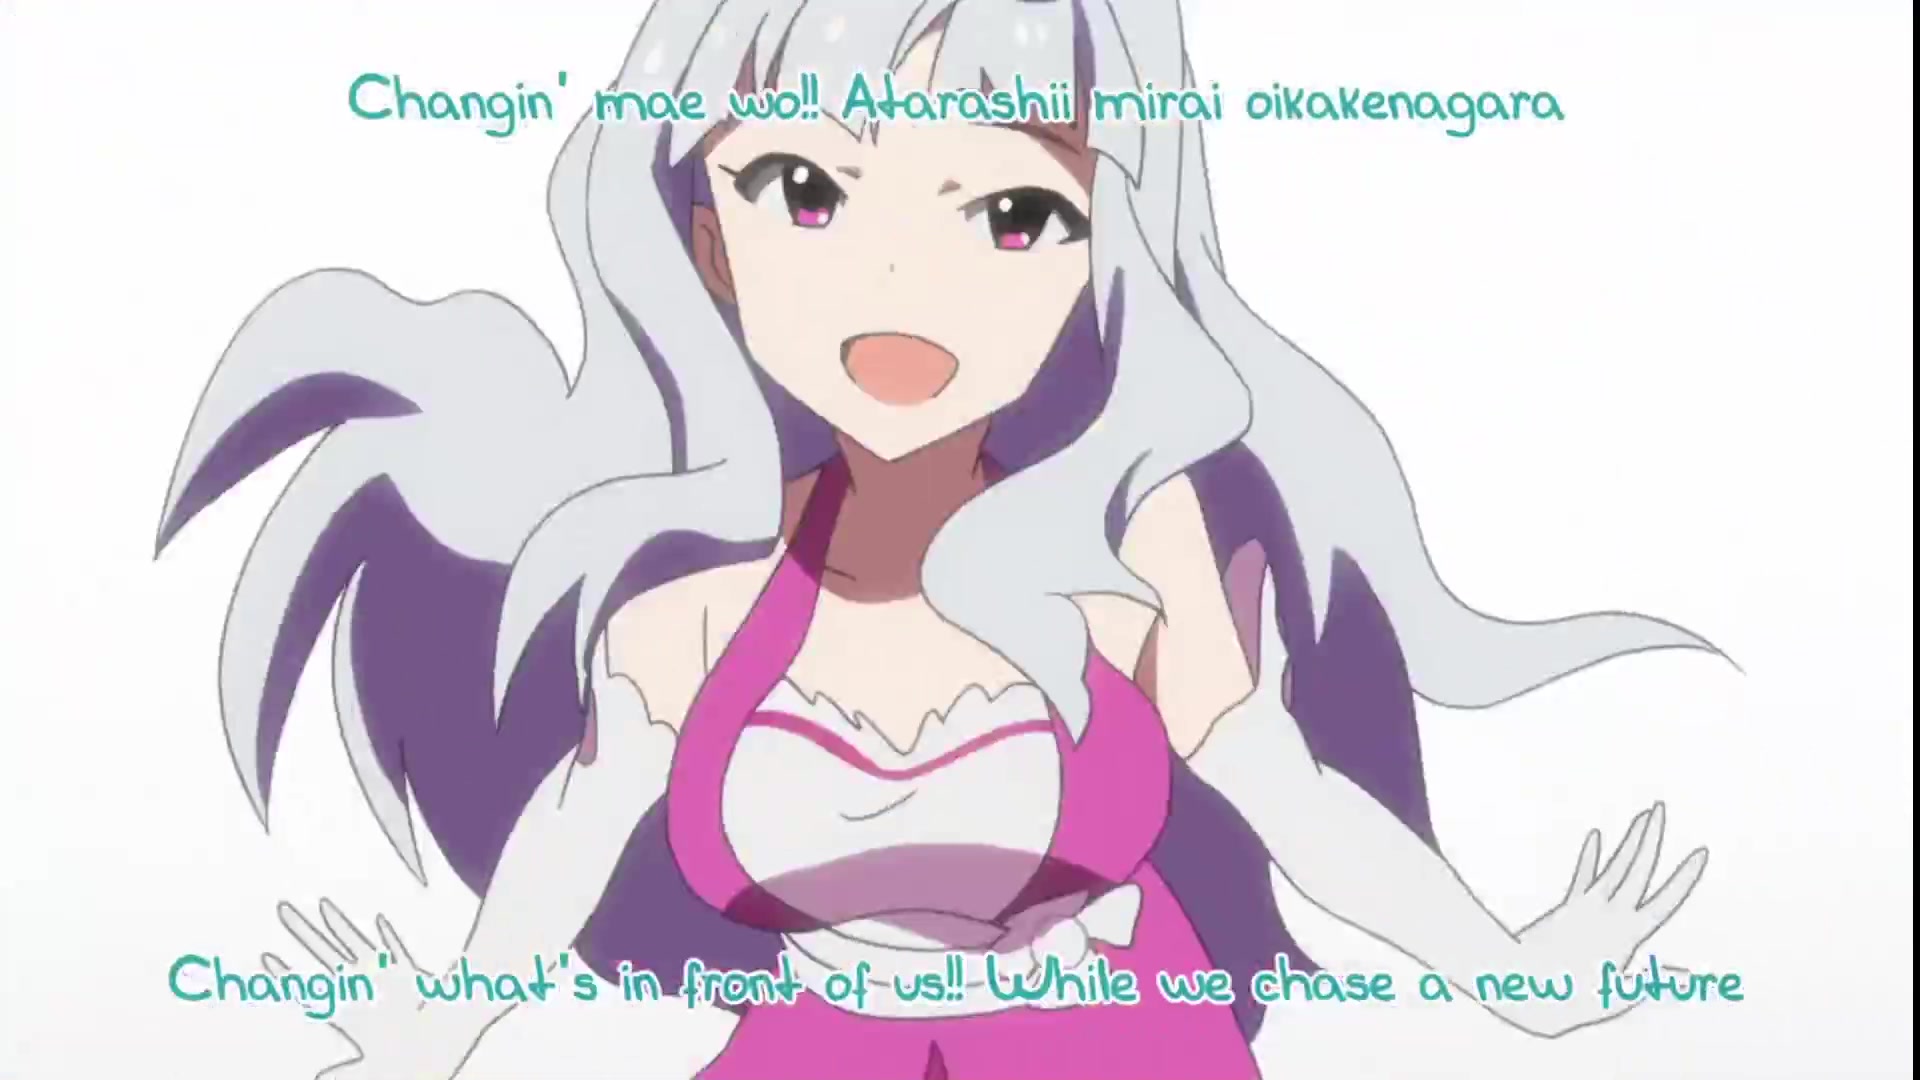 Changin' mae wo!! Atarashii mirai oikakenagara
Changin' what's in front of us!! While we chase a new future